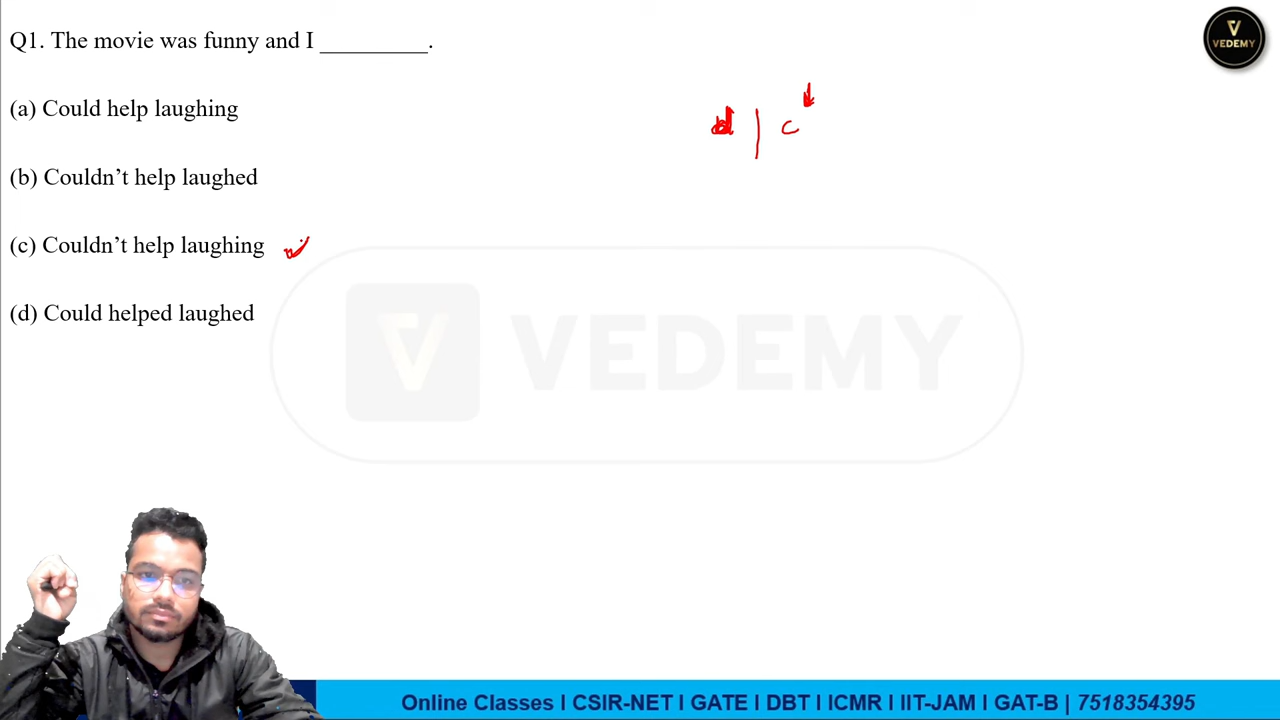 Q1. The movie was funny and I _________.
VEDEMY
(a) Could help laughing
c
(b) Couldn’t help laughed
(c) Couldn’t help laughing
(d) Could helped laughed
VEDEMY
Online Classes I CSIR-NET I GATE I DBT I ICMR I IIT-JAM I GAT-B | 7518354395